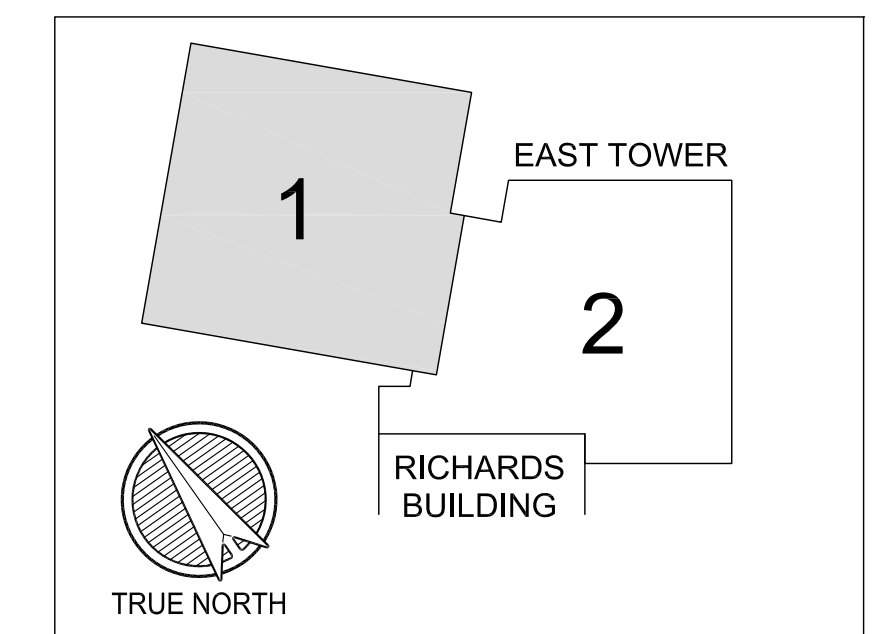 EAST TOWER
1
2
RICHARDS
BUILDING
TRUE NORTH